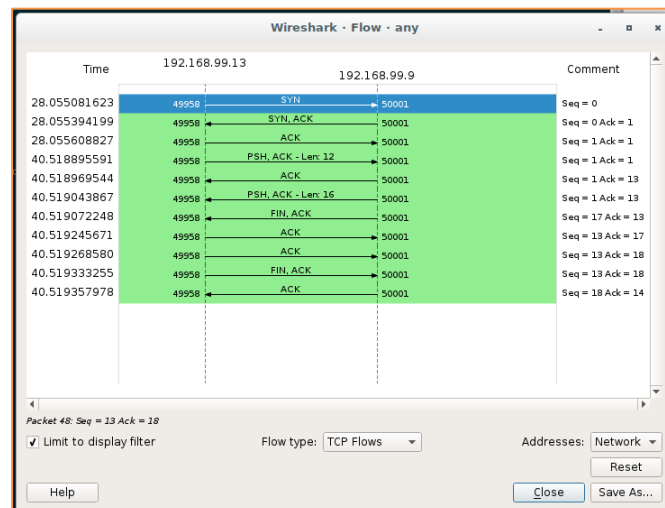 Wireshark · Flow · any
Time 192.168.99.13 192.168.99.9 Comment
28.055081623 49958 SYN 50001 Seq = 0
28.055394199 49958 SYN, ACK 50001 Seq = 0 Ack = 1
28.055608827 49958 ACK 50001 Seq = 1 Ack = 1
40.518895591 49958 PSH, ACK - Len: 12 50001 Seq = 1 Ack = 1
40.518969544 49958 ACK 50001 Seq = 1 Ack = 13
40.519043867 49958 PSH, ACK - Len: 16 50001 Seq = 1 Ack = 13
40.519072248 49958 FIN, ACK 50001 Seq = 17 Ack = 13
40.519245671 49958 ACK 50001 Seq = 13 Ack = 17
40.519268580 49958 ACK 50001 Seq = 13 Ack = 18
40.519333255 49958 FIN, ACK 50001 Seq = 13 Ack = 18
40.519357978 49958 ACK 50001 Seq = 18 Ack = 14
Packet 48: Seq = 13 Ack = 18
Limit to display filter Flow type: TCP Flows Addresses: Network
Reset
Help Close Save As...